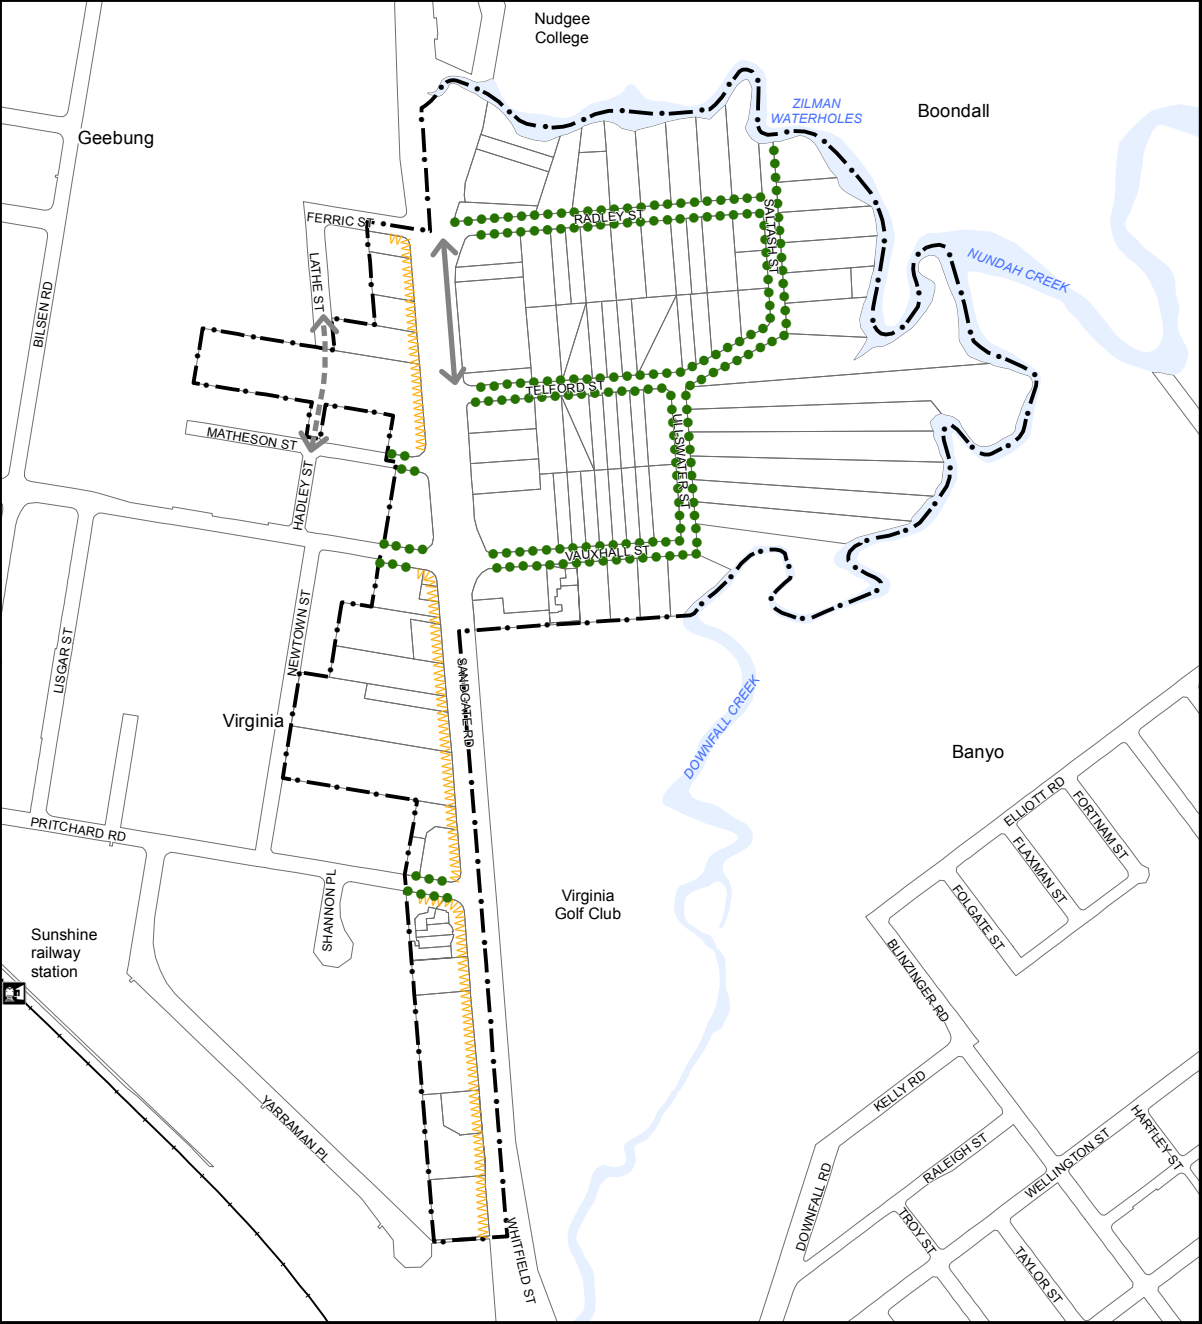 Nudgee
College
ZILMAN
WATERHOLES
Boondall
Geebung
FERRIC ST
RADLEY ST
SALTASH ST
LATHE ST
NUNDAH CREEK
BILSEN RD
TELFORD ST
MATHESON ST
ULLSWATER ST
HADLEY ST
VAUXHALL ST
NEWTOWN ST
LISGAR ST
SANDGATE RD
DOWNFALL CREEK
Virginia
Banyo
ELLIOTT RD
FORTNAM ST
PRITCHARD RD
FLAXMAN ST
SHANNON PL
Virginia
Golf Club
FOLGATE ST
Sunshine
railway
station
BLINZINGER RD
KELLY RD
YARRAMAN PL
HARTLEY ST
RALEIGH ST
WELLINGTON ST
DOWNFALL RD
TROY ST
WHITFIELD ST
TAYLOR ST